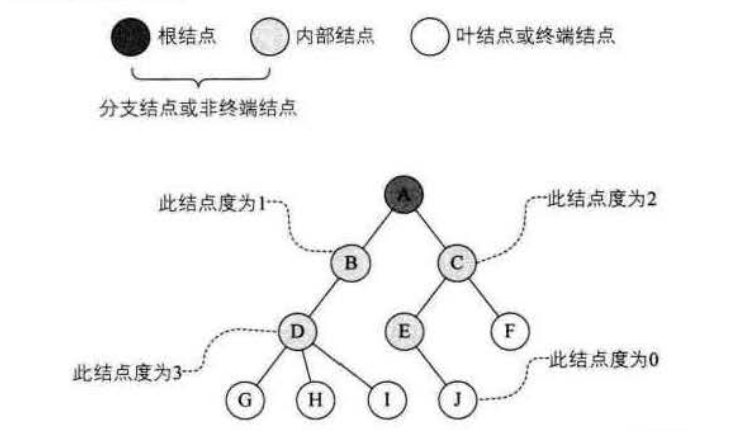 根结点 内部结点 叶结点或终端结点
分支结点或非终端结点
A
此结点度为1 此结点度为2
B C
D E F
此结点度为3 此结点度为0
G H I J